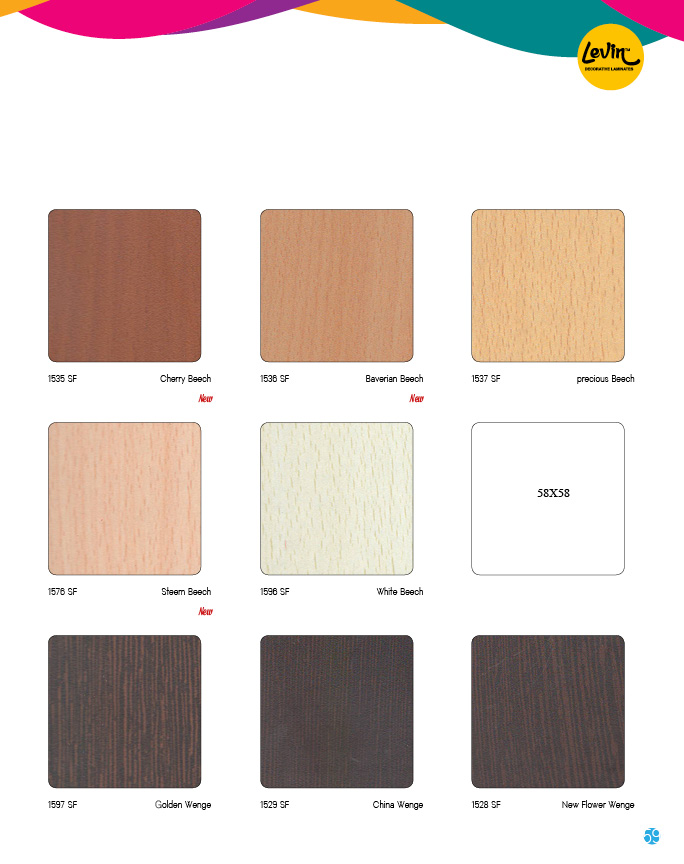 Levin™
DECORATIVE LAMINATES
1535 SF Cherry Beech
New
1536 SF Baverian Beech
New
1537 SF precious Beech
1576 SF Steem Beech
New
1596 SF White Beech
58X58
1597 SF Golden Wenge
1529 SF China Wenge
1528 SF New Flower Wenge
59